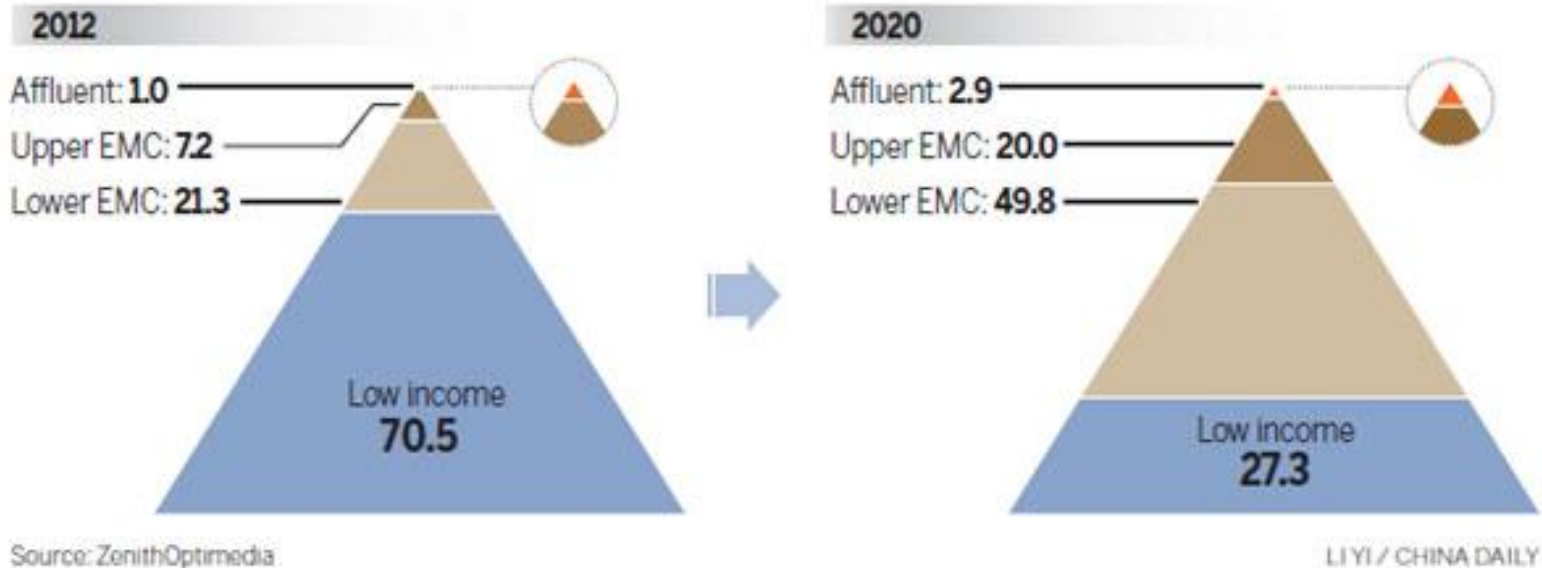 2012
Affluent: 1.0
Upper EMC: 7.2
Lower EMC: 21.3
Low income
70.5
2020
Affluent: 2.9
Upper EMC: 20.0
Lower EMC: 49.8
Low income
27.3
Source: ZenithOptimedia
LI YI / CHINA DAILY